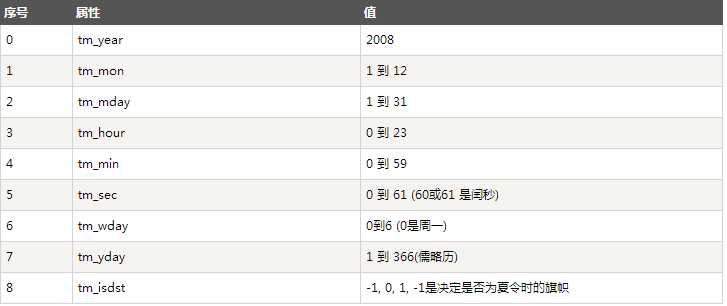 序号 属性 值
0 tm_year 2008
1 tm_mon 1 到 12
2 tm_mday 1 到 31
3 tm_hour 0 到 23
4 tm_min 0 到 59
5 tm_sec 0 到 61 (60或61 是闰秒)
6 tm_wday 0到6 (0是周一)
7 tm_yday 1 到 366(儒略历)
8 tm_isdst -1, 0, 1, -1是决定是否为夏令时的旗帜